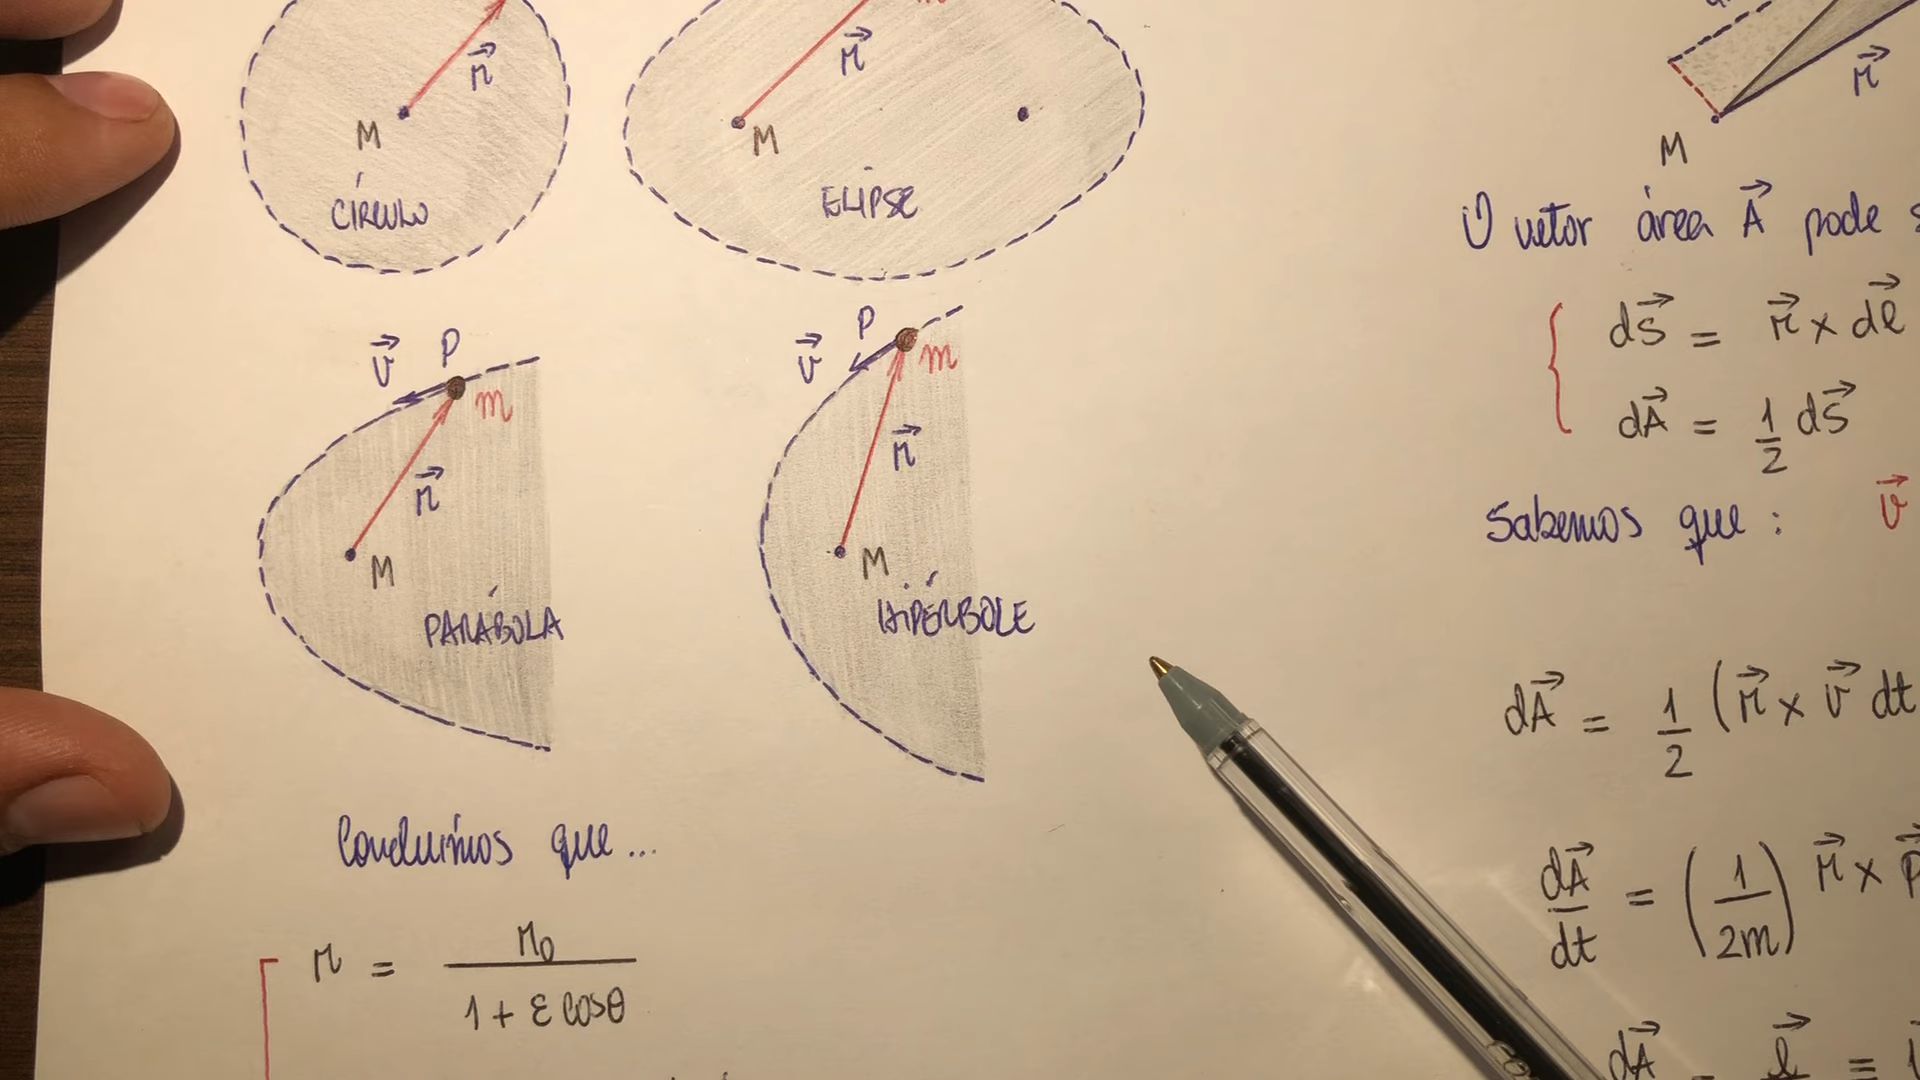 r⃗
M
CÍRCULO
r⃗
M
ELIPSE
v⃗ P
m
r⃗
M
PARÁBOLA
v⃗ P
m
r⃗
M
HIPÉRBOLE
Concluímos que...
r = r₀ / (1 + ε cosθ)
r⃗
M
O vetor área A⃗ pode
dS⃗ = r⃗ × dℓ⃗
dA⃗ = 1/2 dS⃗
Sabemos que : v⃗
dA⃗ = 1/2 (r⃗ × v⃗ dt
dA⃗/dt = (1/2m) r⃗ × p⃗
dA⃗ = ℓ⃗ =